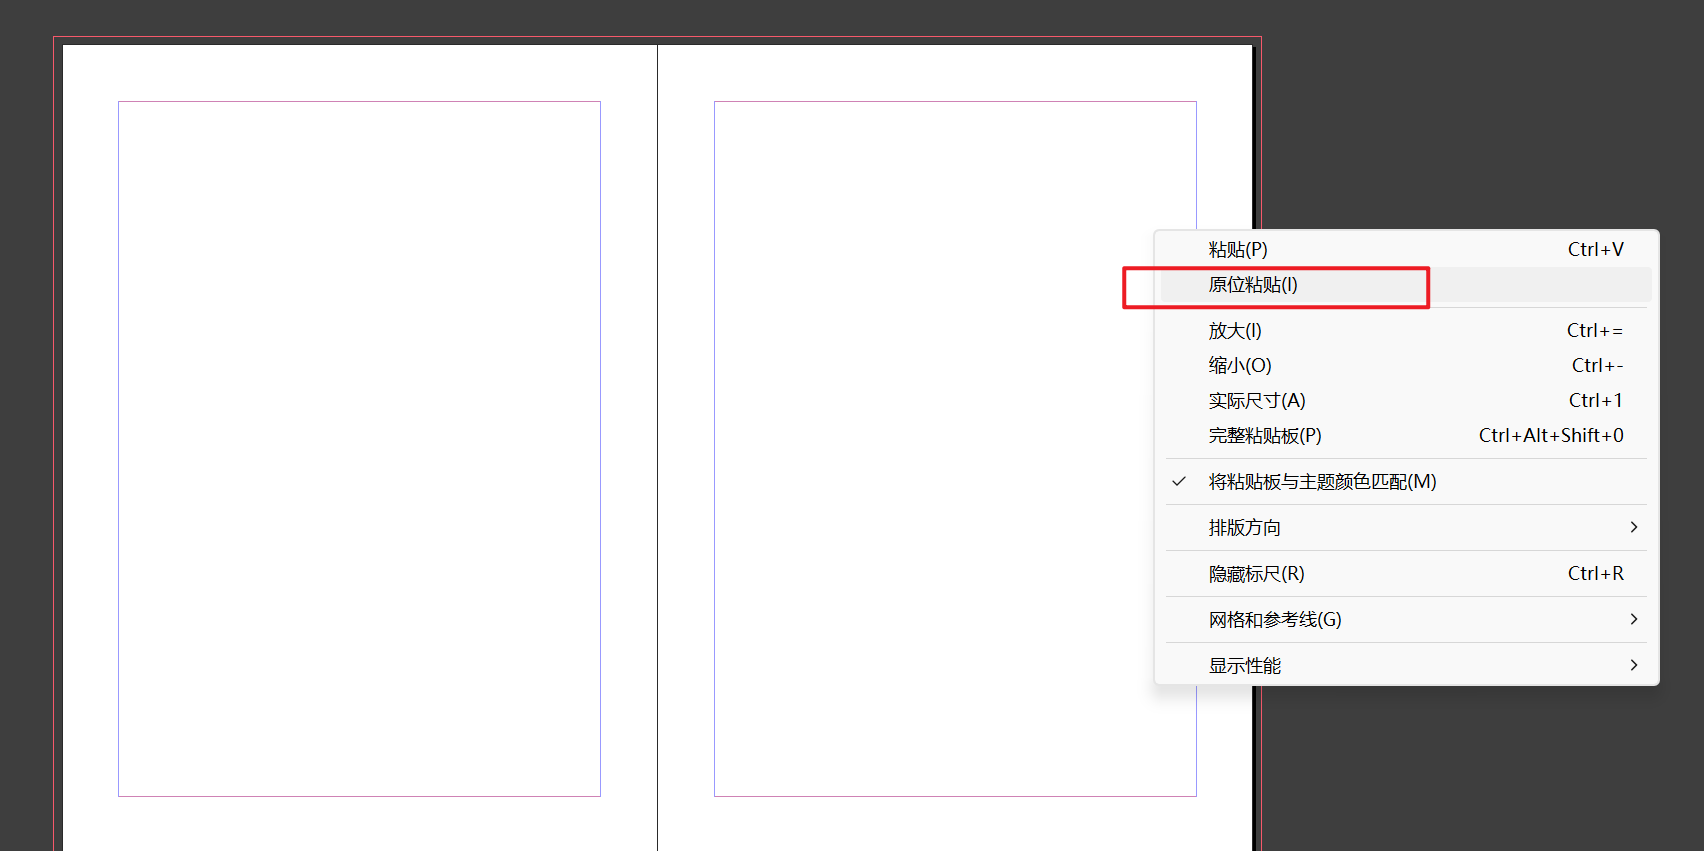 粘贴(P) Ctrl+V
原位粘贴(I)
放大(I) Ctrl+=
缩小(O) Ctrl+-
实际尺寸(A) Ctrl+1
完整粘贴板(P) Ctrl+Alt+Shift+0
将粘贴板与主题颜色匹配(M)
排版方向
隐藏标尺(R) Ctrl+R
网格和参考线(G)
显示性能